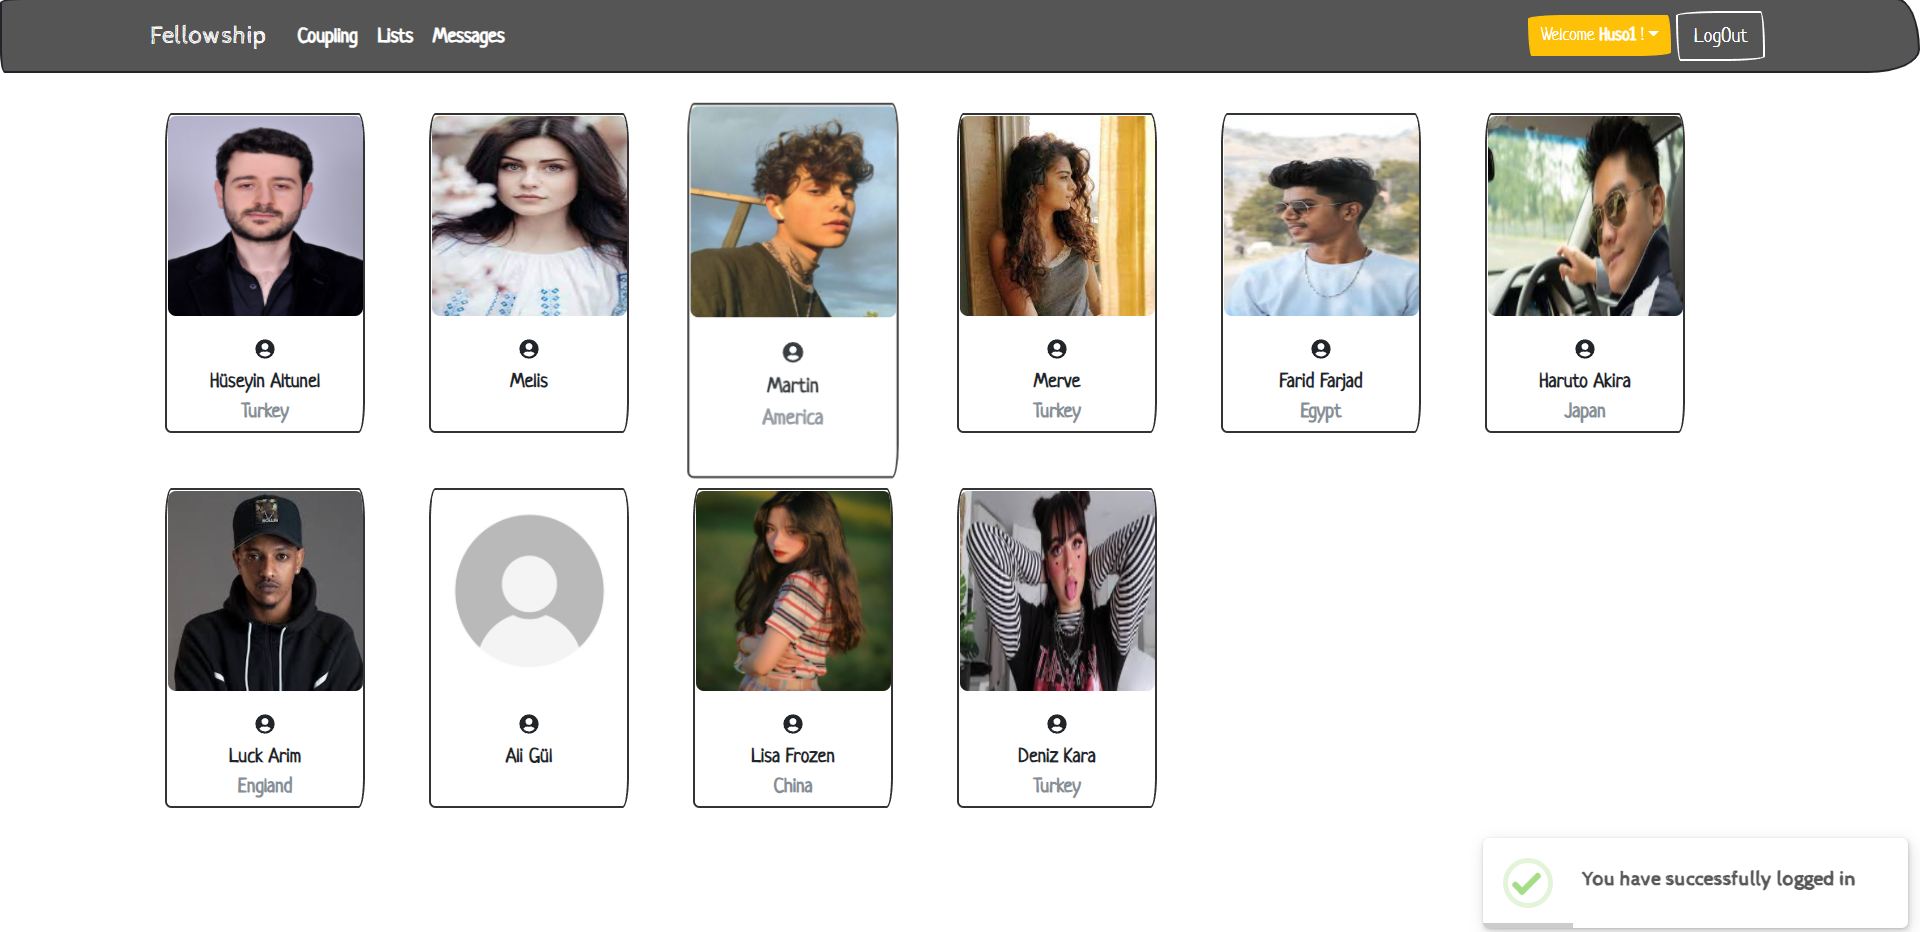 Fellowship Coupling Lists Messages Welcome Huso1 ! LogOut
Hüseyin Altunel
Turkey
Melis
Martin
America
Merve
Turkey
Farid Farjad
Egypt
Haruto Akira
Japan
Luck Arim
England
Ali Gül
Lisa Frozen
China
Deniz Kara
Turkey
You have successfully logged in